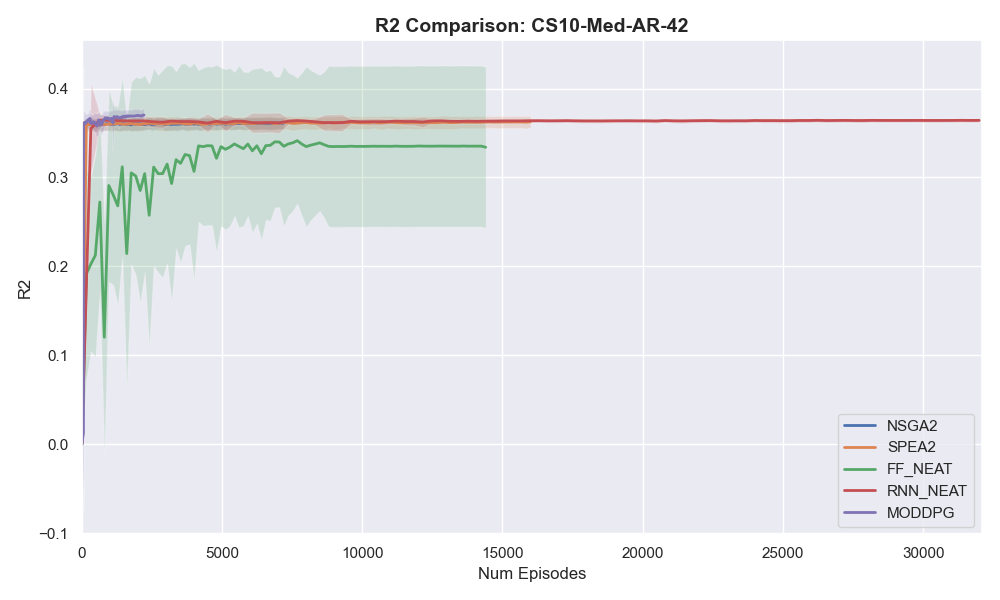 R2 Comparison: CS10-Med-AR-42
R2
0.4
0.3
0.2
0.1
0.0
−0.1
0
5000
10000
15000
20000
25000
30000
Num Episodes
NSGA2
SPEA2
FF_NEAT
RNN_NEAT
MODDPG